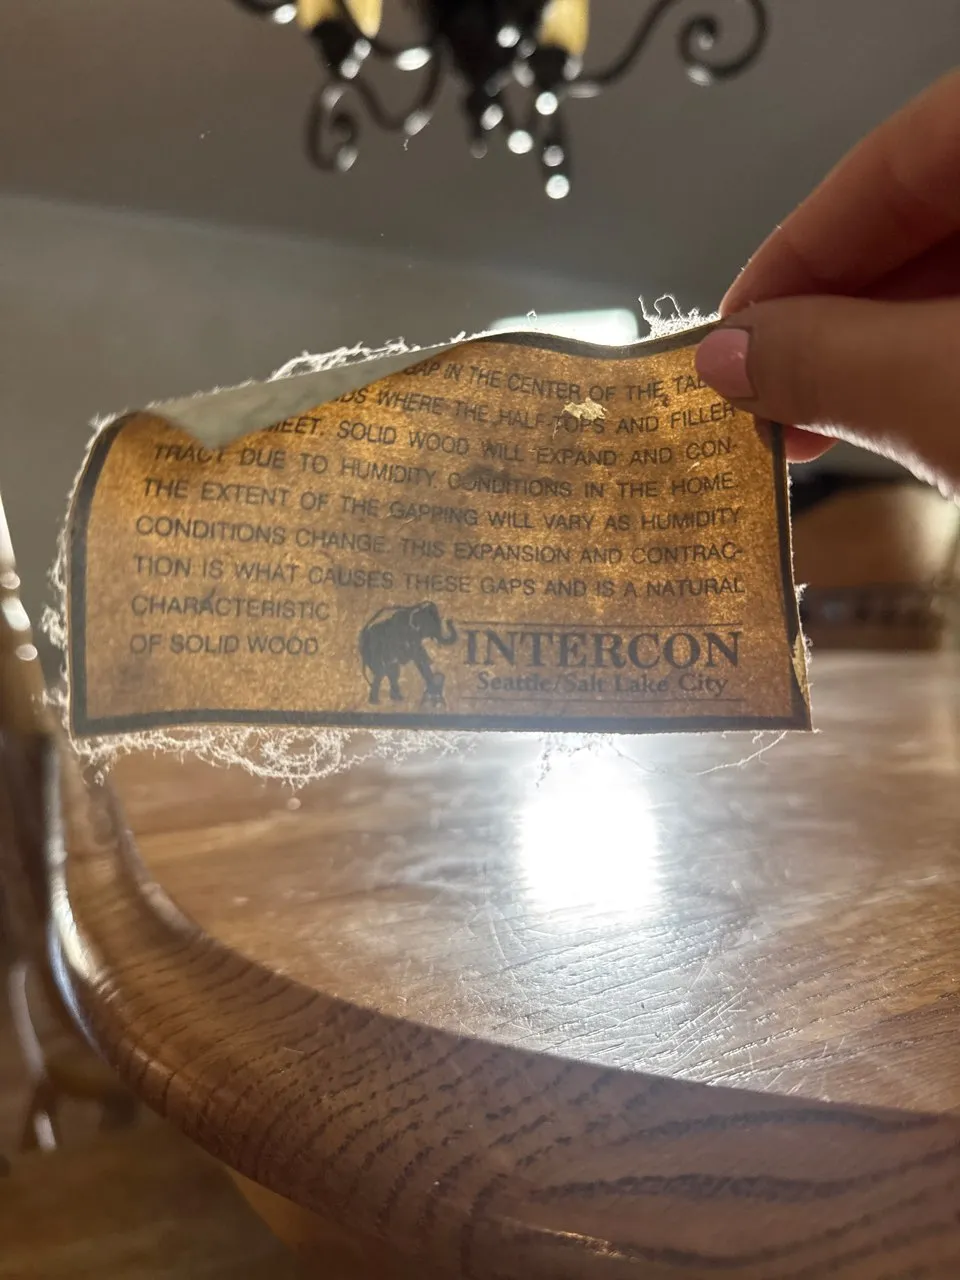 GAP IN THE CENTER OF THE
WHERE THE HALF-TOPS AND FILLER
MEET. SOLID WOOD WILL EXPAND AND CON-
TRACT DUE TO HUMIDITY CONDITIONS IN THE HOME.
THE EXTENT OF THE GAPPING WILL VARY AS HUMIDITY
CONDITIONS CHANGE. THIS EXPANSION AND CONTRAC-
TION IS WHAT CAUSES THESE GAPS AND IS A NATURAL
CHARACTERISTIC
OF SOLID WOOD
INTERCON
Seattle/Salt Lake City